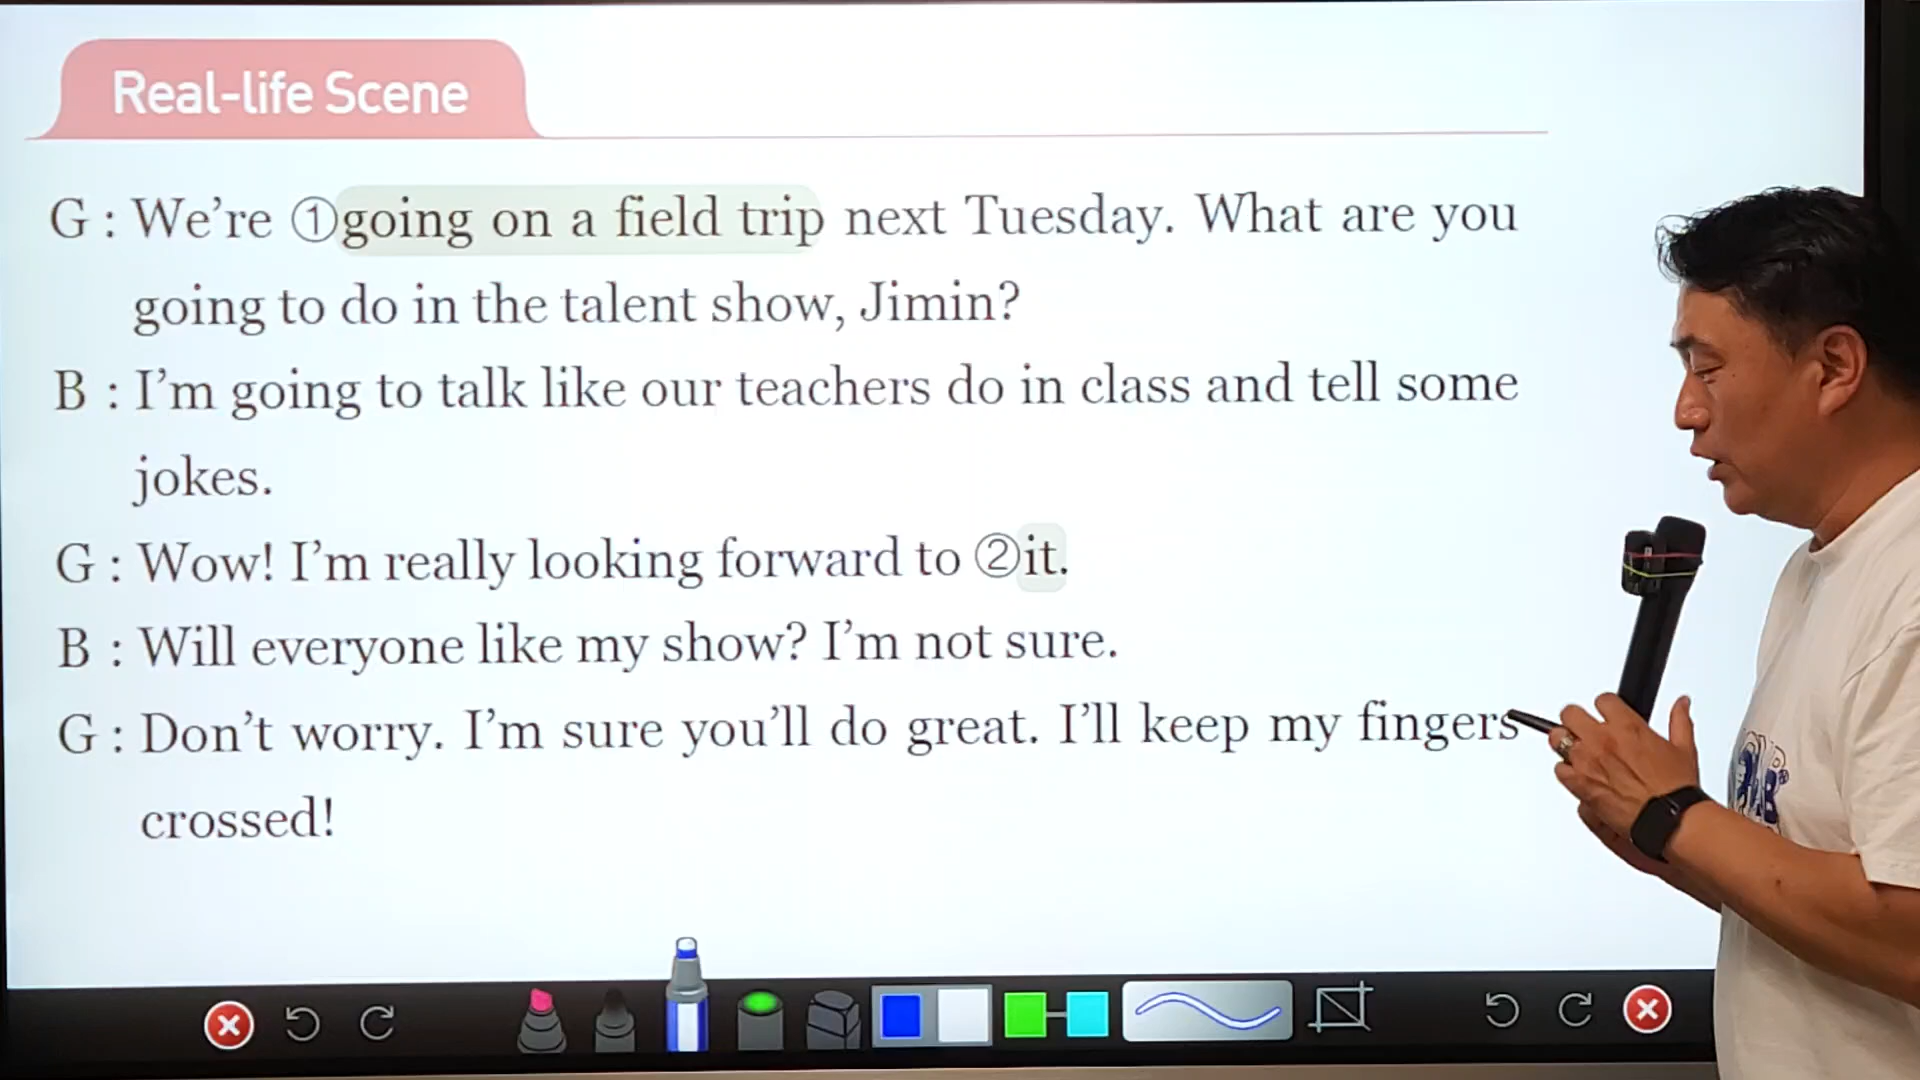 Real-life Scene
G : We're ①going on a field trip next Tuesday. What are you
going to do in the talent show, Jimin?
B : I'm going to talk like our teachers do in class and tell some
jokes.
G : Wow! I'm really looking forward to ②it.
B : Will everyone like my show? I'm not sure.
G : Don't worry. I'm sure you'll do great. I'll keep my fingers
crossed!